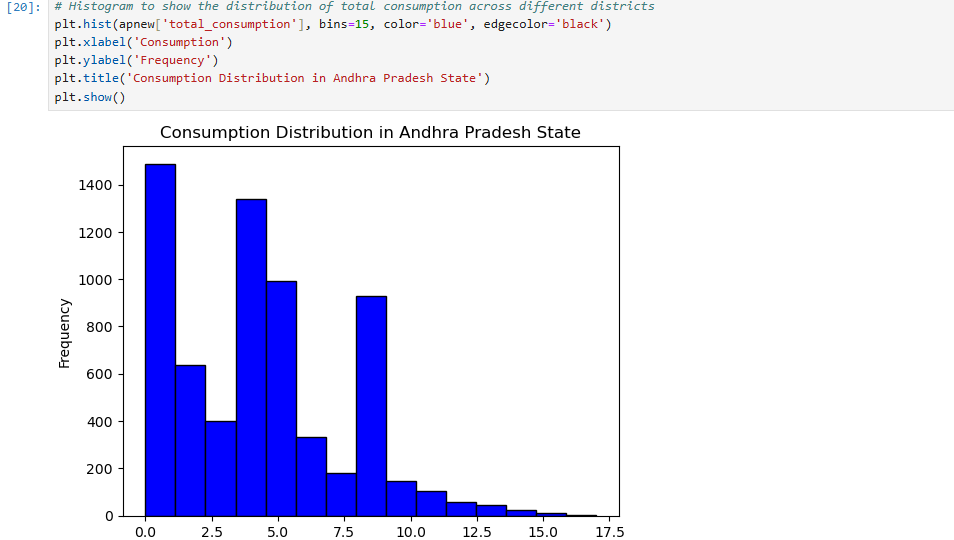 [20]: # Histogram to show the distribution of total consumption across different districts
plt.hist(apnew['total_consumption'], bins=15, color='blue', edgecolor='black')
plt.xlabel('Consumption')
plt.ylabel('Frequency')
plt.title('Consumption Distribution in Andhra Pradesh State')
plt.show()
Consumption Distribution in Andhra Pradesh State
1400
1200
1000
800
600
400
200
0
Frequency
0.0 2.5 5.0 7.5 10.0 12.5 15.0 17.5